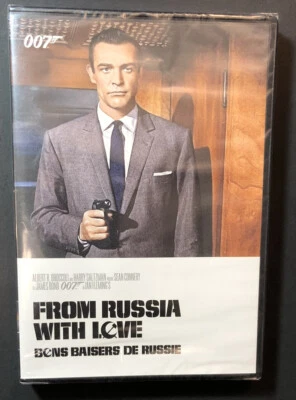 007
ALBERT R. BROCCOLI AND HARRY SALTZMAN PRESENT SEAN CONNERY
AS JAMES BOND 007 IN IAN FLEMING'S
FROM RUSSIA
WITH LOVE
BONS BAISERS DE RUSSIE